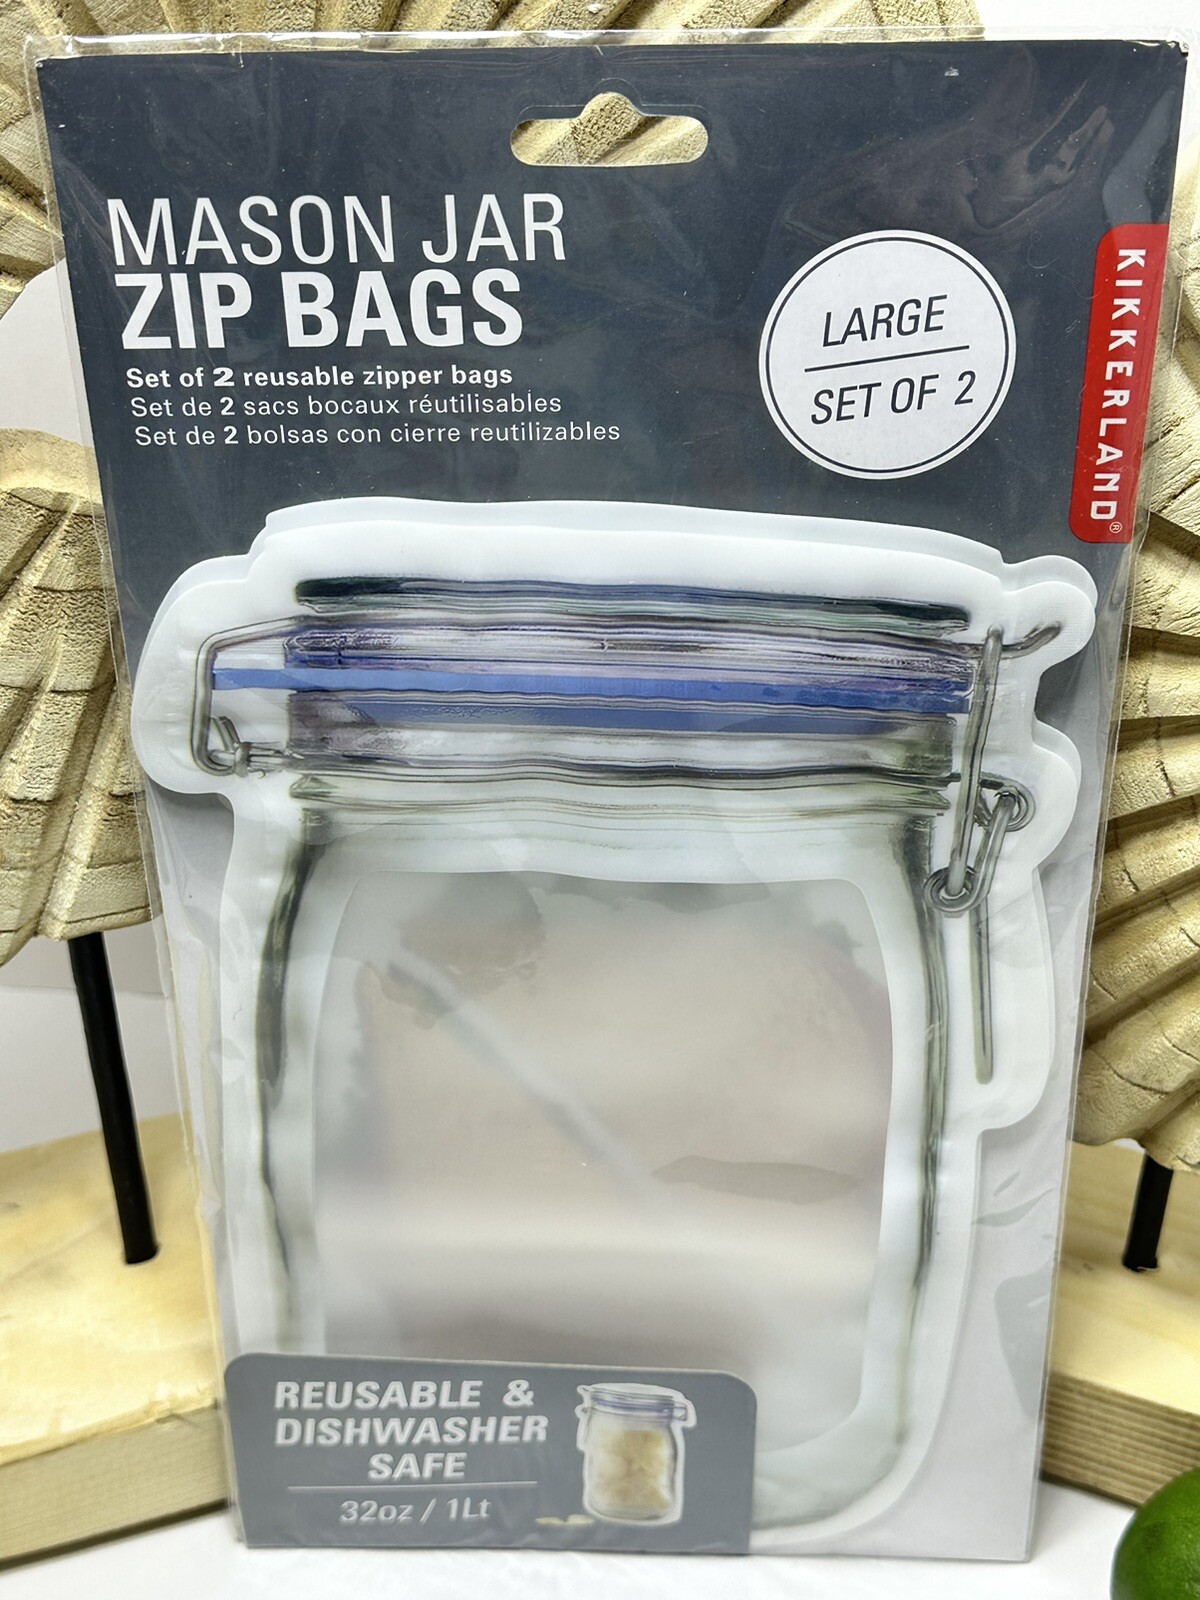 MASON JAR
ZIP BAGS
Set of 2 reusable zipper bags
Set de 2 sacs bocaux réutilisables
Set de 2 bolsas con cierre reutilizables
LARGE
SET OF 2
KIKKERLAND®
REUSABLE &
DISHWASHER
SAFE
32oz / 1Lt